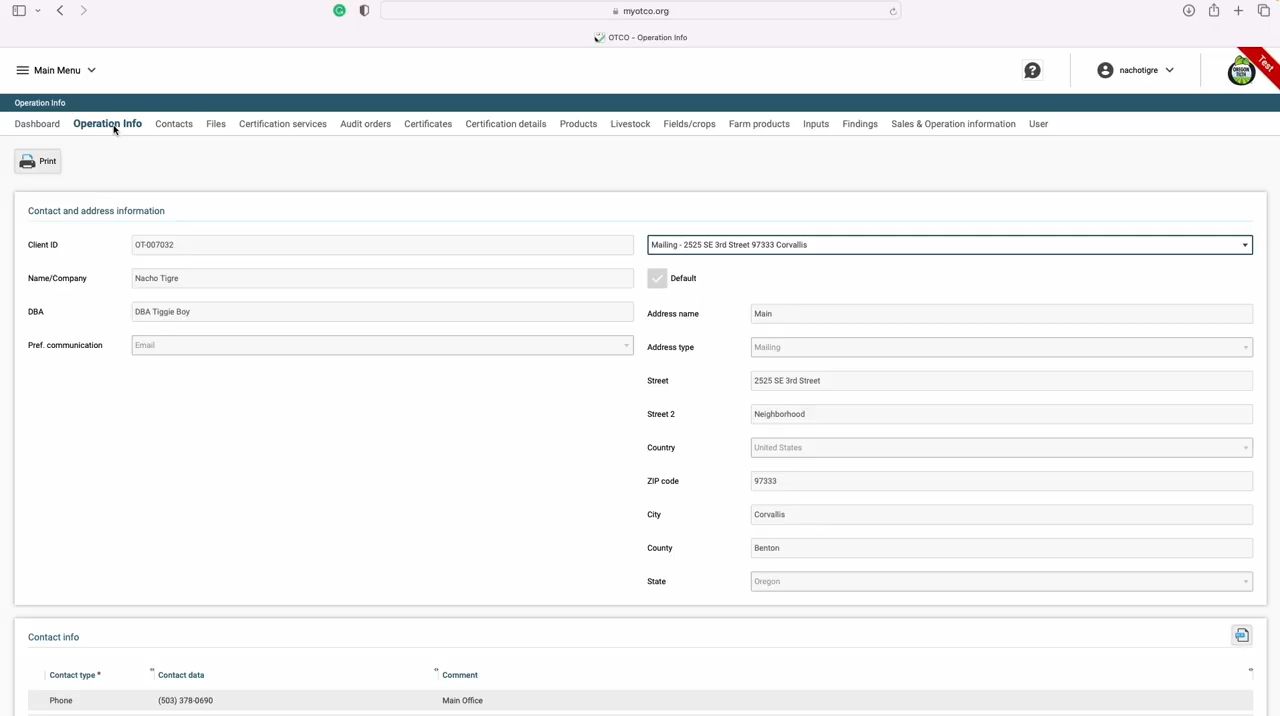 myotco.org
OTCO - Operation Info
Main Menu
nachotigre
OREGON TILTH
Test
Operation Info
Dashboard Operation Info Contacts Files Certification services Audit orders Certificates Certification details Products Livestock Fields/crops Farm products Inputs Findings Sales & Operation information User
Print
Contact and address information
Client ID OT-007032 Mailing - 2525 SE 3rd Street 97333 Corvallis
Name/Company Nacho Tigre Default
DBA DBA Tiggie Boy Address name Main
Pref. communication Email Address type Mailing
Street 2525 SE 3rd Street
Street 2 Neighborhood
Country United States
ZIP code 97333
City Corvallis
County Benton
State Oregon
Contact info
Contact type * Contact data Comment
Phone (503) 378-0690 Main Office